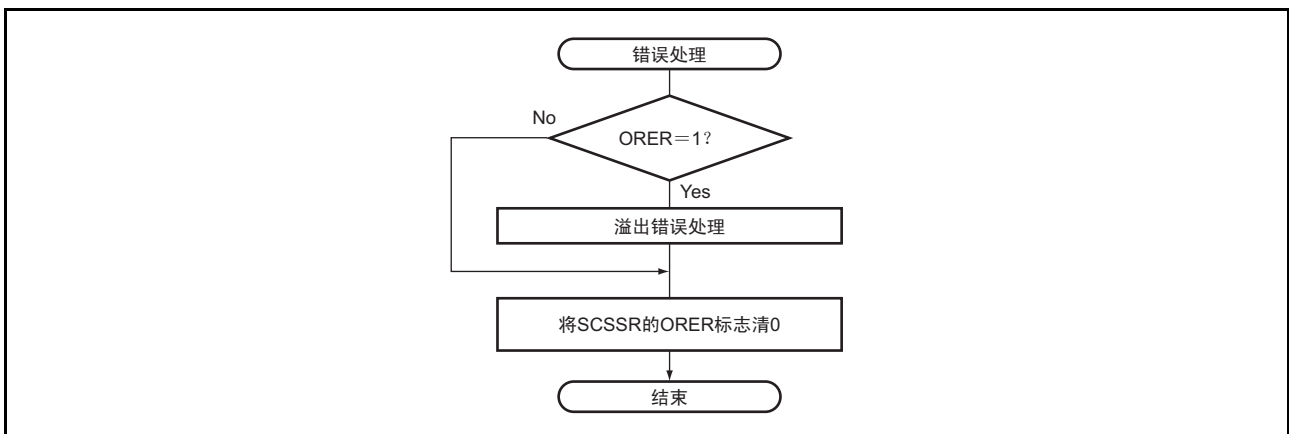 错误处理
No
ORER＝1？
Yes
溢出错误处理
将SCSSR的ORER标志清0
结束